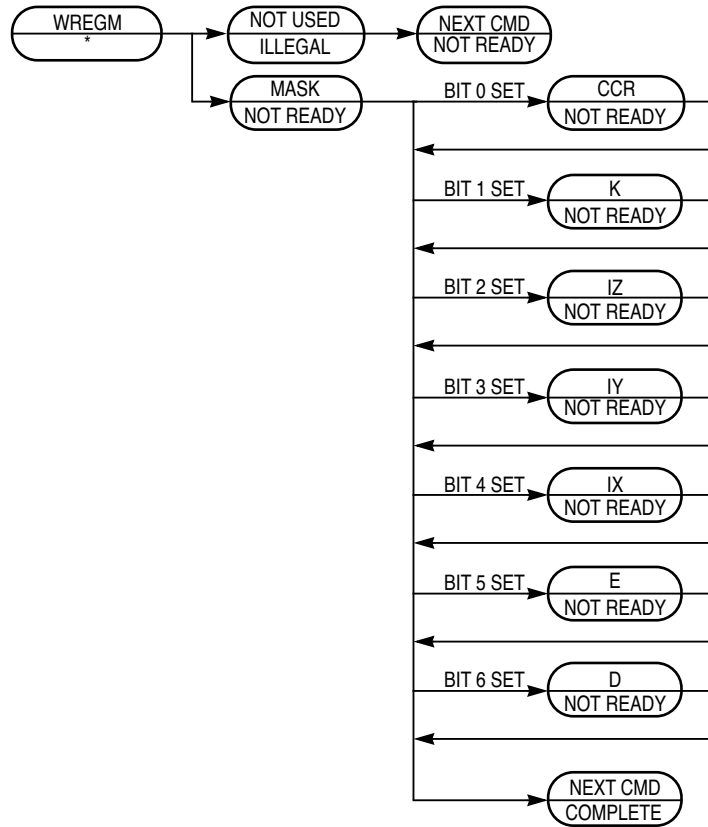 WREGM
*
NOT USED
ILLEGAL
NEXT CMD
NOT READY
MASK
NOT READY
BIT 0 SET
CCR
NOT READY
BIT 1 SET
K
NOT READY
BIT 2 SET
IZ
NOT READY
BIT 3 SET
IY
NOT READY
BIT 4 SET
IX
NOT READY
BIT 5 SET
E
NOT READY
BIT 6 SET
D
NOT READY
NEXT CMD
COMPLETE